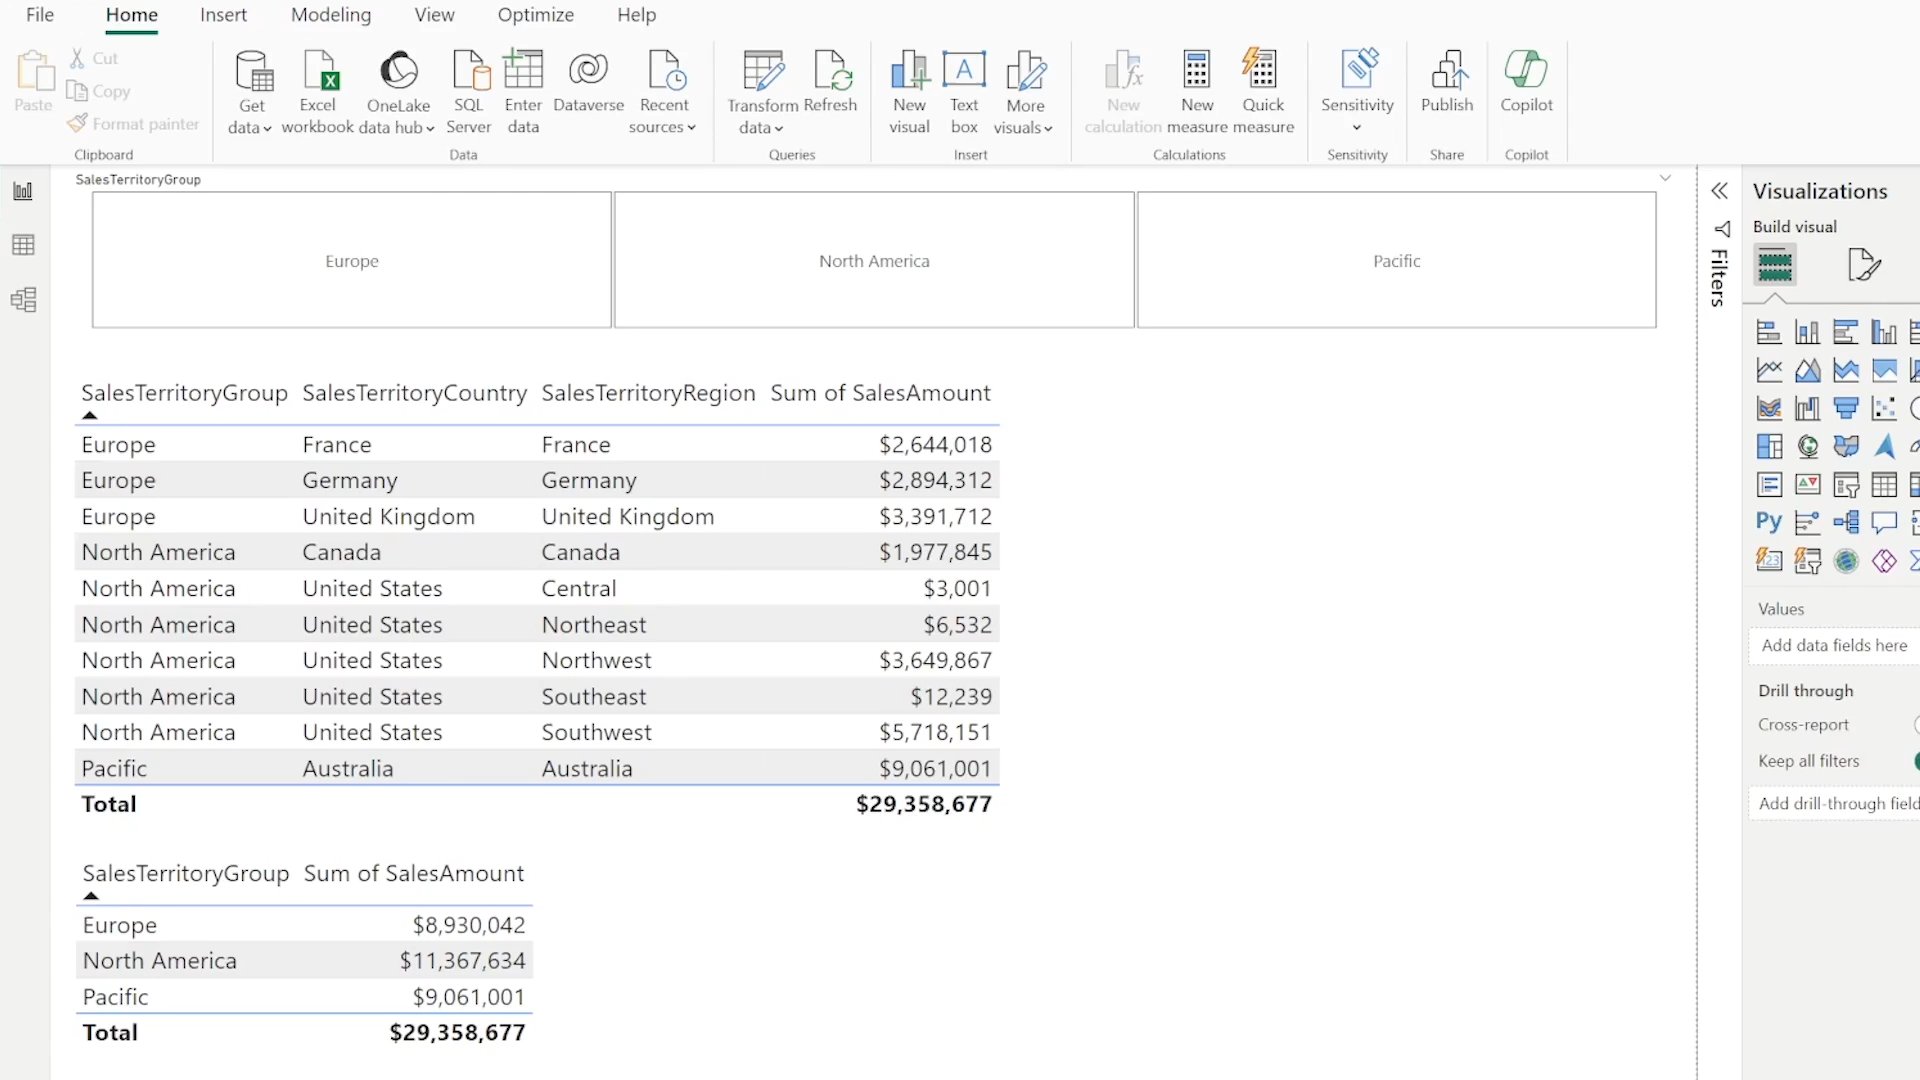 File Home Insert Modeling View Optimize Help
Paste Cut
Copy
Format painter
Clipboard
Get data
Excel workbook
OneLake data hub
SQL Server
Enter data
Dataverse
Recent sources
Data
Transform data
Refresh
Queries
New visual
Text box
More visuals
Insert
New calculation
New measure
Quick measure
Calculations
Sensitivity
Sensitivity
Publish
Share
Copilot
Copilot
SalesTerritoryGroup
Europe North America Pacific
SalesTerritoryGroup SalesTerritoryCountry SalesTerritoryRegion Sum of SalesAmount
Europe France France $2,644,018
Europe Germany Germany $2,894,312
Europe United Kingdom United Kingdom $3,391,712
North America Canada Canada $1,977,845
North America United States Central $3,001
North America United States Northeast $6,532
North America United States Northwest $3,649,867
North America United States Southeast $12,239
North America United States Southwest $5,718,151
Pacific Australia Australia $9,061,001
Total $29,358,677
SalesTerritoryGroup Sum of SalesAmount
Europe $8,930,042
North America $11,367,634
Pacific $9,061,001
Total $29,358,677
Filters
Visualizations
Build visual
Py
123
Values
Add data fields here
Drill through
Cross-report
Keep all filters
Add drill-through field